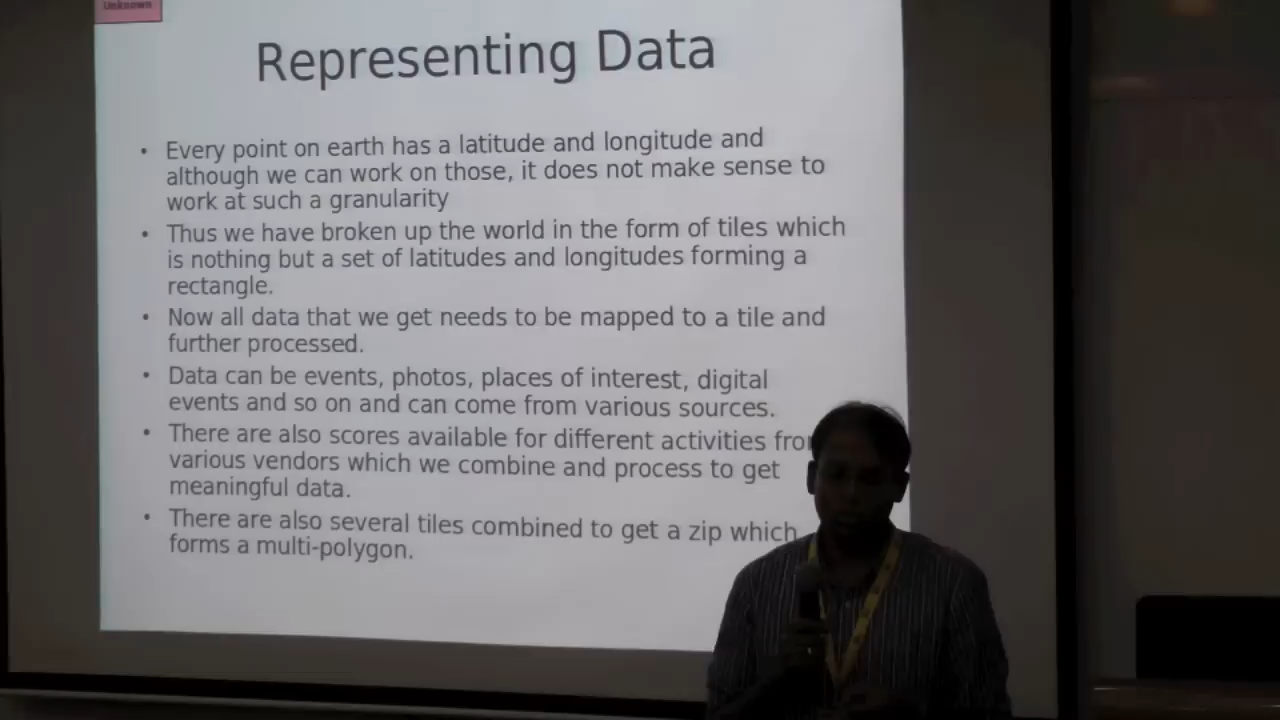 Unknown
Representing Data
• Every point on earth has a latitude and longitude and
although we can work on those, it does not make sense to
work at such a granularity
• Thus we have broken up the world in the form of tiles which
is nothing but a set of latitudes and longitudes forming a
rectangle.
• Now all data that we get needs to be mapped to a tile and
further processed.
• Data can be events, photos, places of interest, digital
events and so on and can come from various sources.
• There are also scores available for different activities from
various vendors which we combine and process to get
meaningful data.
• There are also several tiles combined to get a zip which
forms a multi-polygon.